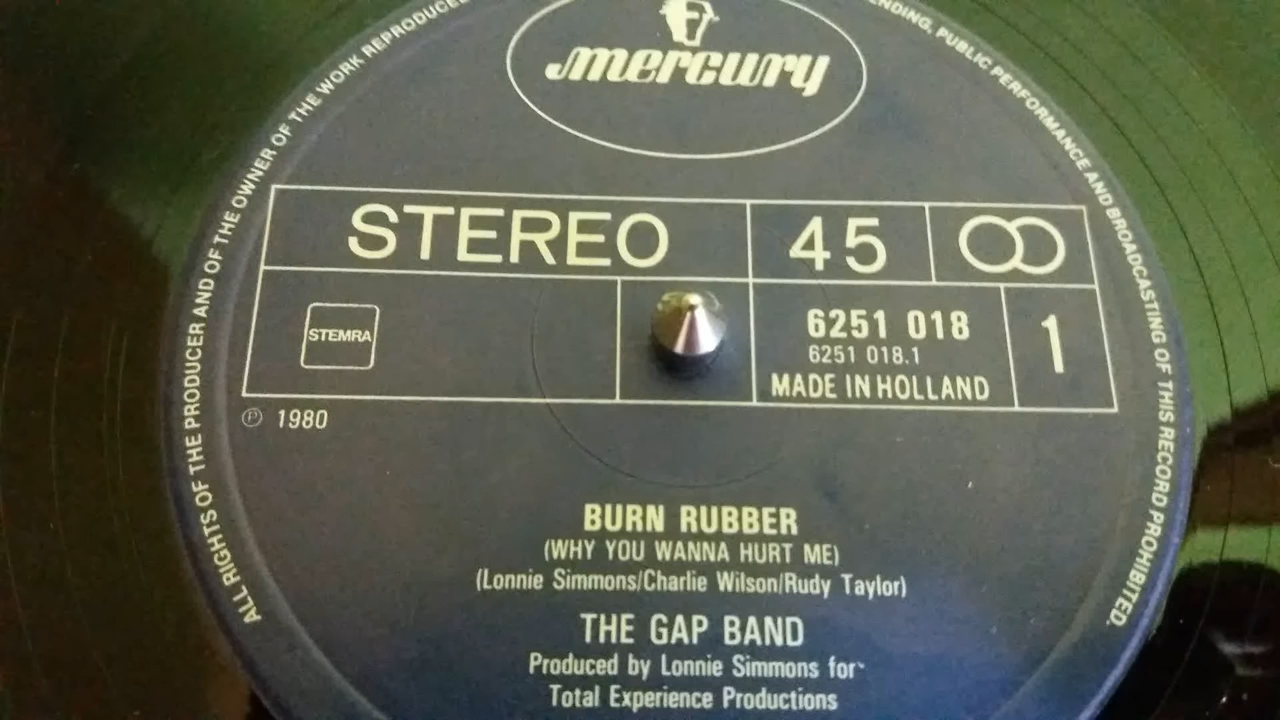 mercury
STEREO
45
STEMRA
6251 018
6251 018.1
MADE IN HOLLAND
1
℗ 1980
BURN RUBBER
(WHY YOU WANNA HURT ME)
(Lonnie Simmons/Charlie Wilson/Rudy Taylor)
THE GAP BAND
Produced by Lonnie Simmons for
Total Experience Productions
ALL RIGHTS OF THE PRODUCER AND OF THE OWNER OF THE WORK REPRODUCED
PUBLIC PERFORMANCE AND BROADCASTING OF THIS RECORD PROHIBITED.